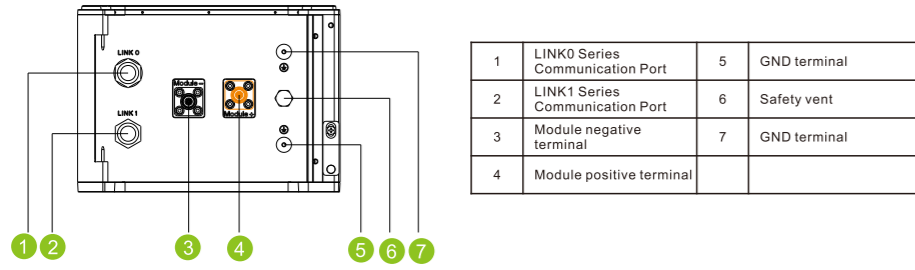 LINK 0
Module−
LINK 1
Module+
1 2 3 4 5 6 7
1 LINK0 Series
Communication Port 5 GND terminal
2 LINK1 Series
Communication Port 6 Safety vent
3 Module negative
terminal 7 GND terminal
4 Module positive terminal